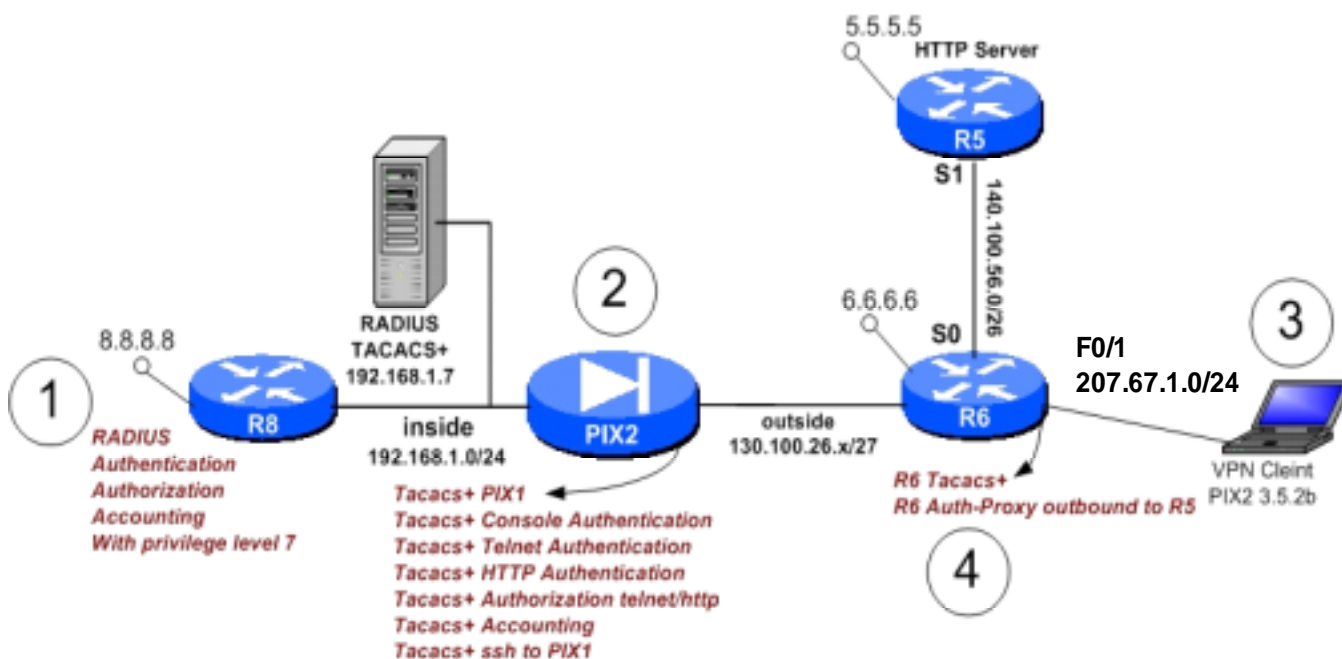 5.5.5.5
HTTP Server
R5
S1
140.100.56.0/26
2
6.6.6.6
S0
3
F0/1
207.67.1.0/24
RADIUS
TACACS+
192.168.1.7
8.8.8.8
1
R8
inside
192.168.1.0/24
PIX2
outside
130.100.26.x/27
R6
VPN Cleint
PIX2 3.5.2b
RADIUS
Authentication
Authorization
Accounting
With privilege level 7
Tacacs+ PIX1
Tacacs+ Console Authentication
Tacacs+ Telnet Authentication
Tacacs+ HTTP Authentication
Tacacs+ Authorization telnet/http
Tacacs+ Accounting
Tacacs+ ssh to PIX1
R6 Tacacs+
R6 Auth-Proxy outbound to R5
4